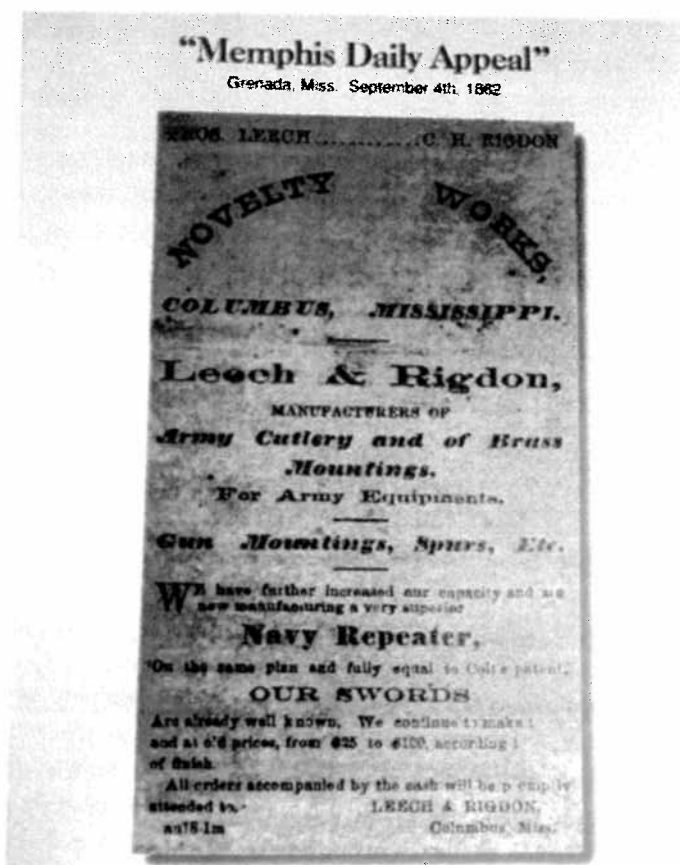 “Memphis Daily Appeal”
Grenada, Miss. September 4th, 1862
THOS. LEECH............C. H. RIGDON
NOVELTY WORKS,
COLUMBUS, MISSISSIPPI.
Leech & Rigdon,
MANUFACTURERS OF
Army Cutlery and of Brass
Mountings.
For Army Equipments.
Gun Mountings, Spurs, Etc.
WE have further increased our capacity and are
now manufacturing a very superior
Navy Repeater,
On the same plan and fully equal to Colt's patent.
OUR SWORDS
Are already well known. We continue to make
and at old prices, from $25 to $100, according
of finish.
All orders accompanied by the cash will be promptly
attended to. LEECH & RIGDON,
au18-1m Columbus, Miss.